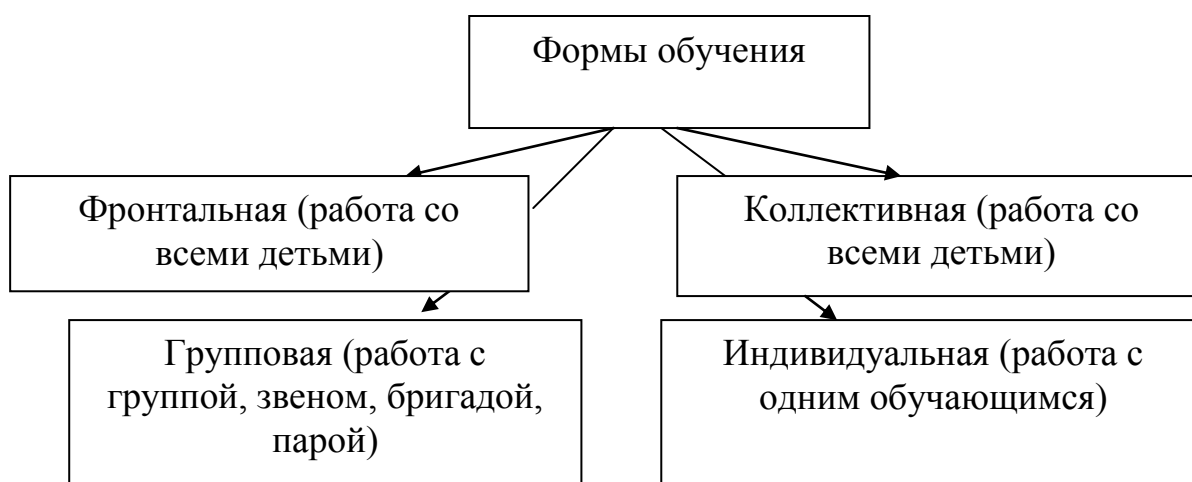 Формы обучения
Фронтальная (работа со
всеми детьми)
Коллективная (работа со
всеми детьми)
Групповая (работа с
группой, звеном, бригадой,
парой)
Индивидуальная (работа с
одним обучающимся)